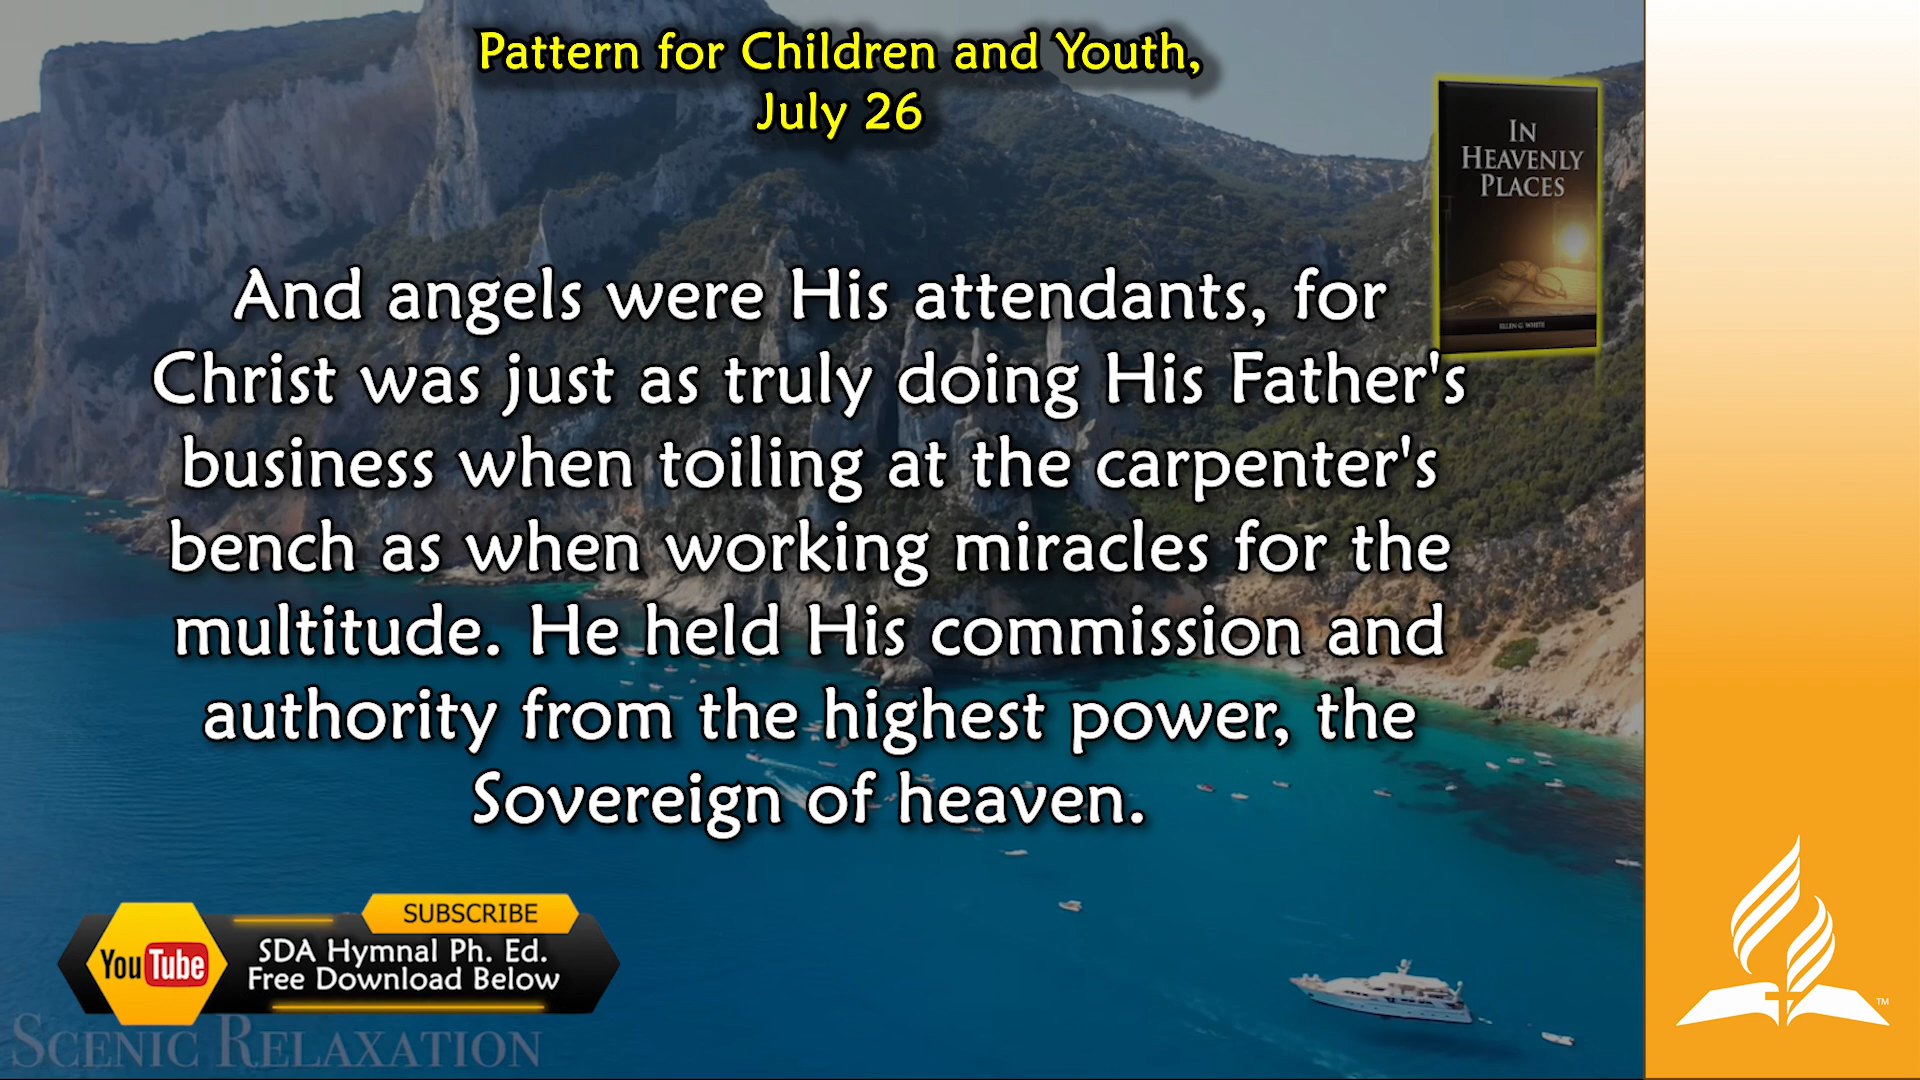 Pattern for Children and Youth,
July 26
IN
HEAVENLY
PLACES
ELLEN G. WHITE
And angels were His attendants, for
Christ was just as truly doing His Father's
business when toiling at the carpenter's
bench as when working miracles for the
multitude. He held His commission and
authority from the highest power, the
Sovereign of heaven.
SUBSCRIBE
YouTube
SDA Hymnal Ph. Ed.
Free Download Below
SCENIC RELAXATION
TM